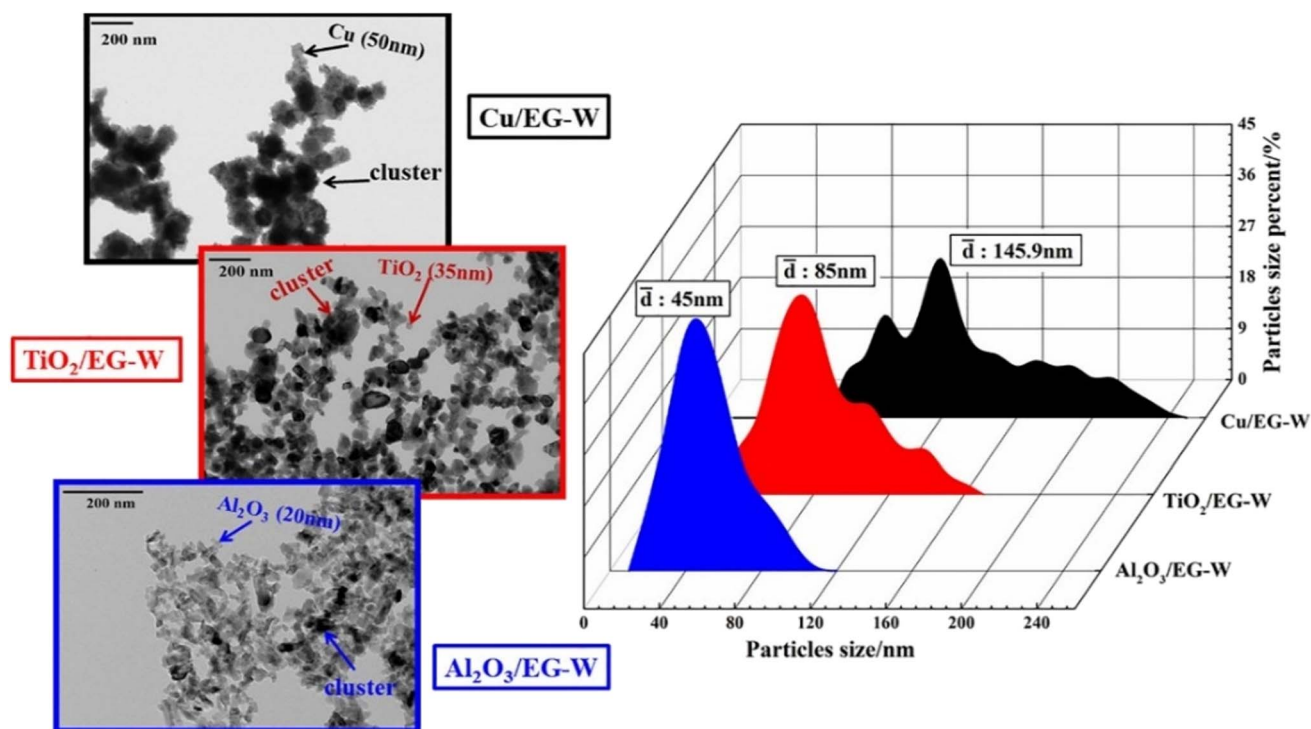 200 nm
Cu (50nm)
cluster
Cu/EG-W
200 nm
cluster
TiO₂ (35nm)
TiO₂/EG-W
200 nm
Al₂O₃ (20nm)
cluster
Al₂O₃/EG-W
d̅ : 45nm
d̅ : 85nm
d̅ : 145.9nm
45
36
27
18
9
0
Particles size percent/%
Cu/EG-W
TiO₂/EG-W
Al₂O₃/EG-W
0 40 80 120 160 200 240
Particles size/nm